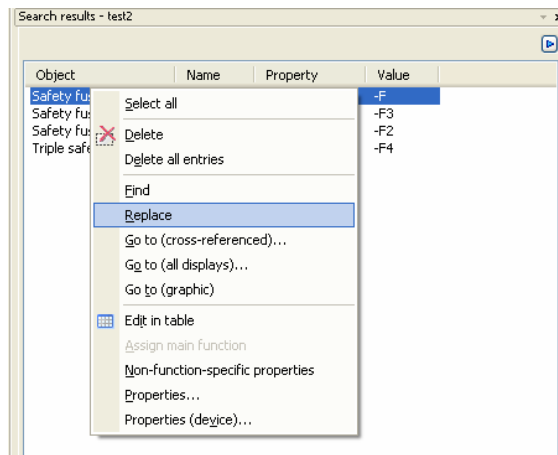 Search results - test2
Object Name Property Value
Safety fus -F
Safety fus -F3
Safety fus -F2
Triple safe -F4
Select all
Delete
Delete all entries
Find
Replace
Go to (cross-referenced)...
Go to (all displays)...
Go to (graphic)
Edit in table
Assign main function
Non-function-specific properties
Properties...
Properties (device)...